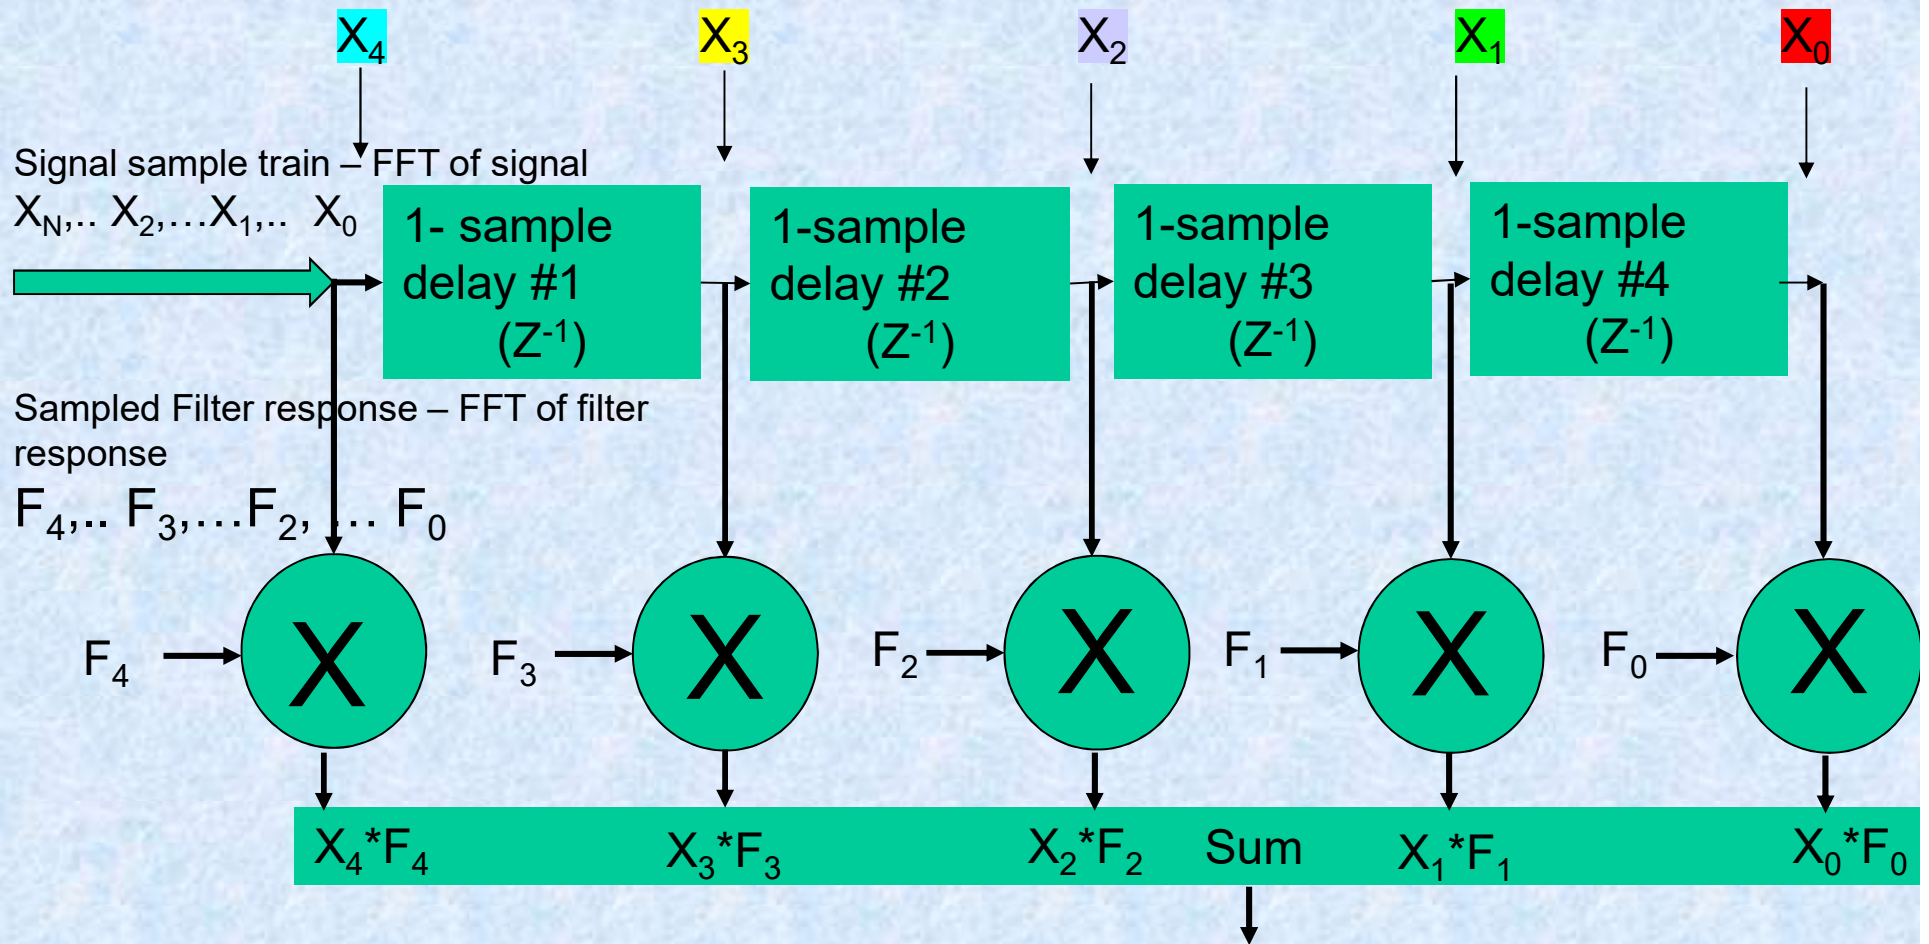 X₄ X₃ X₂ X₁ X₀
Signal sample train – FFT of signal
X_N,.. X₂,...X₁,.. X₀
1- sample
delay #1
(Z⁻¹)
1-sample
delay #2
(Z⁻¹)
1-sample
delay #3
(Z⁻¹)
1-sample
delay #4
(Z⁻¹)
Sampled Filter response – FFT of filter
response
F₄,.. F₃,...F₂, ... F₀
F₄ X F₃ X F₂ X F₁ X F₀ X
X₄*F₄ X₃*F₃ X₂*F₂ Sum X₁*F₁ X₀*F₀